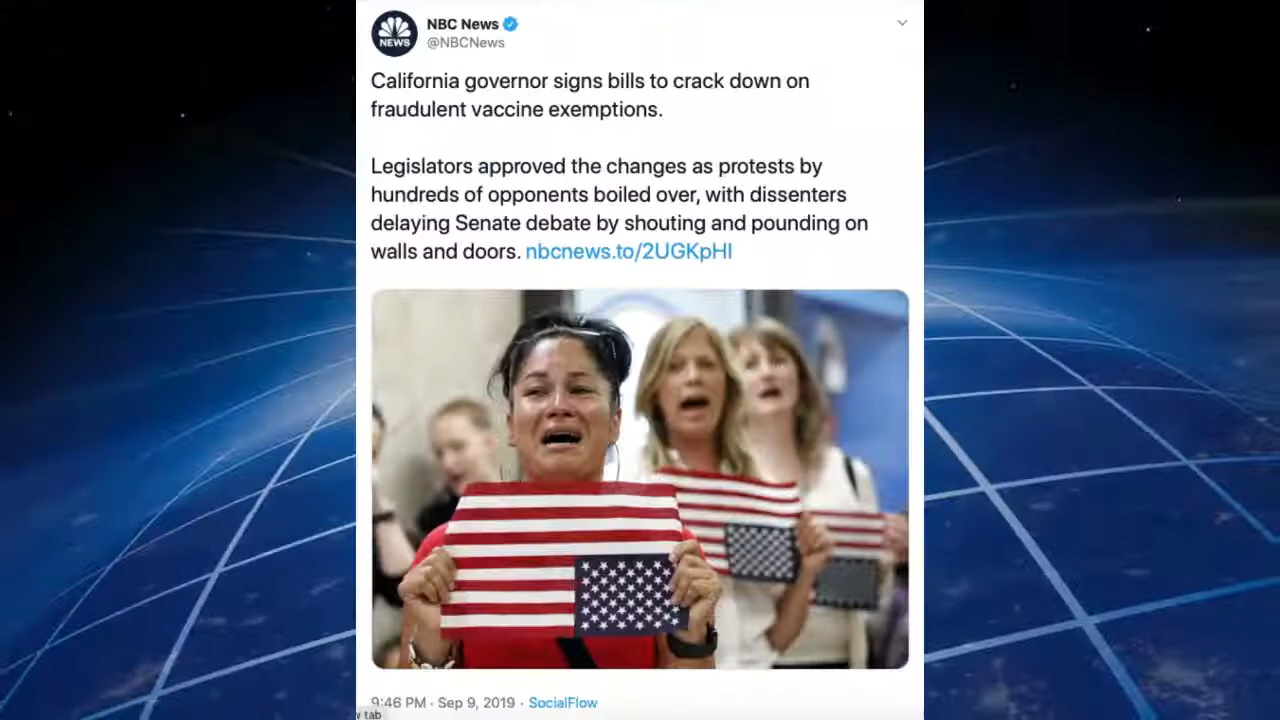 NBC News
@NBCNews
NEWS
California governor signs bills to crack down on
fraudulent vaccine exemptions.
Legislators approved the changes as protests by
hundreds of opponents boiled over, with dissenters
delaying Senate debate by shouting and pounding on
walls and doors. nbcnews.to/2UGKpHI
9:46 PM · Sep 9, 2019 · SocialFlow
tab